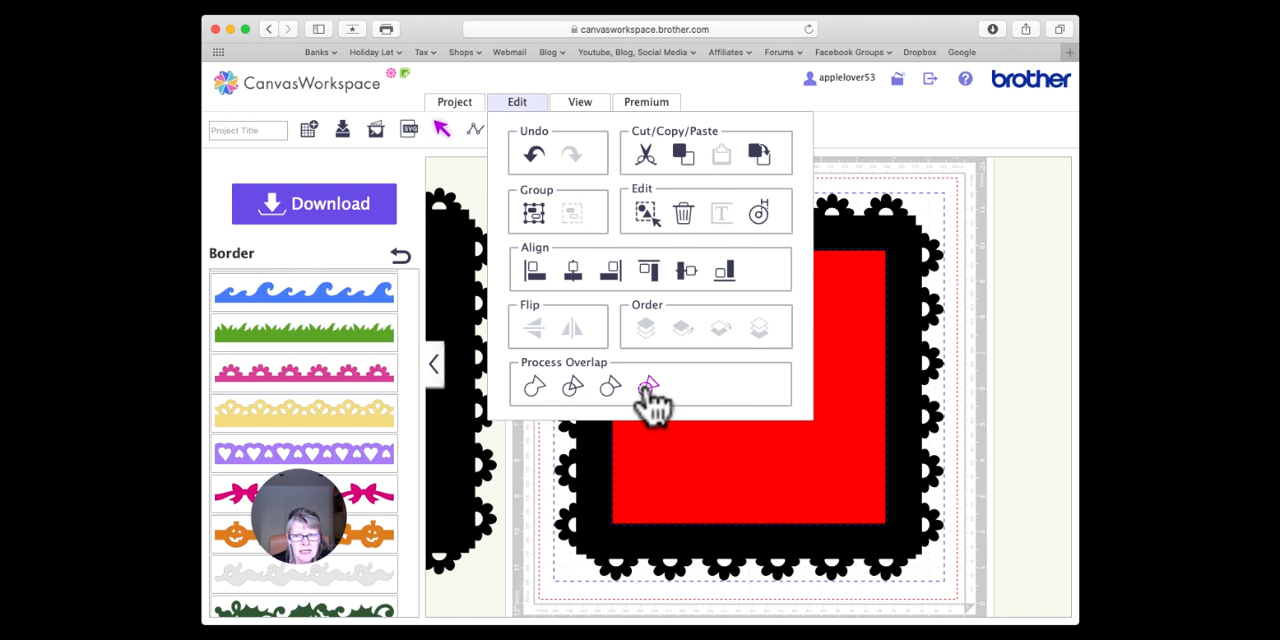 canvasworkspace.brother.com
Banks Holiday Let Tax Shops Webmail Blog Youtube, Blog, Social Media Affiliates Forums Facebook Groups Dropbox Google
CanvasWorkspace
applelover53
brother
Project Edit View Premium
Project Title
SVG
Undo
Cut/Copy/Paste
Download
Group
Edit
T
H
Border
Align
Flip
Order
Process Overlap